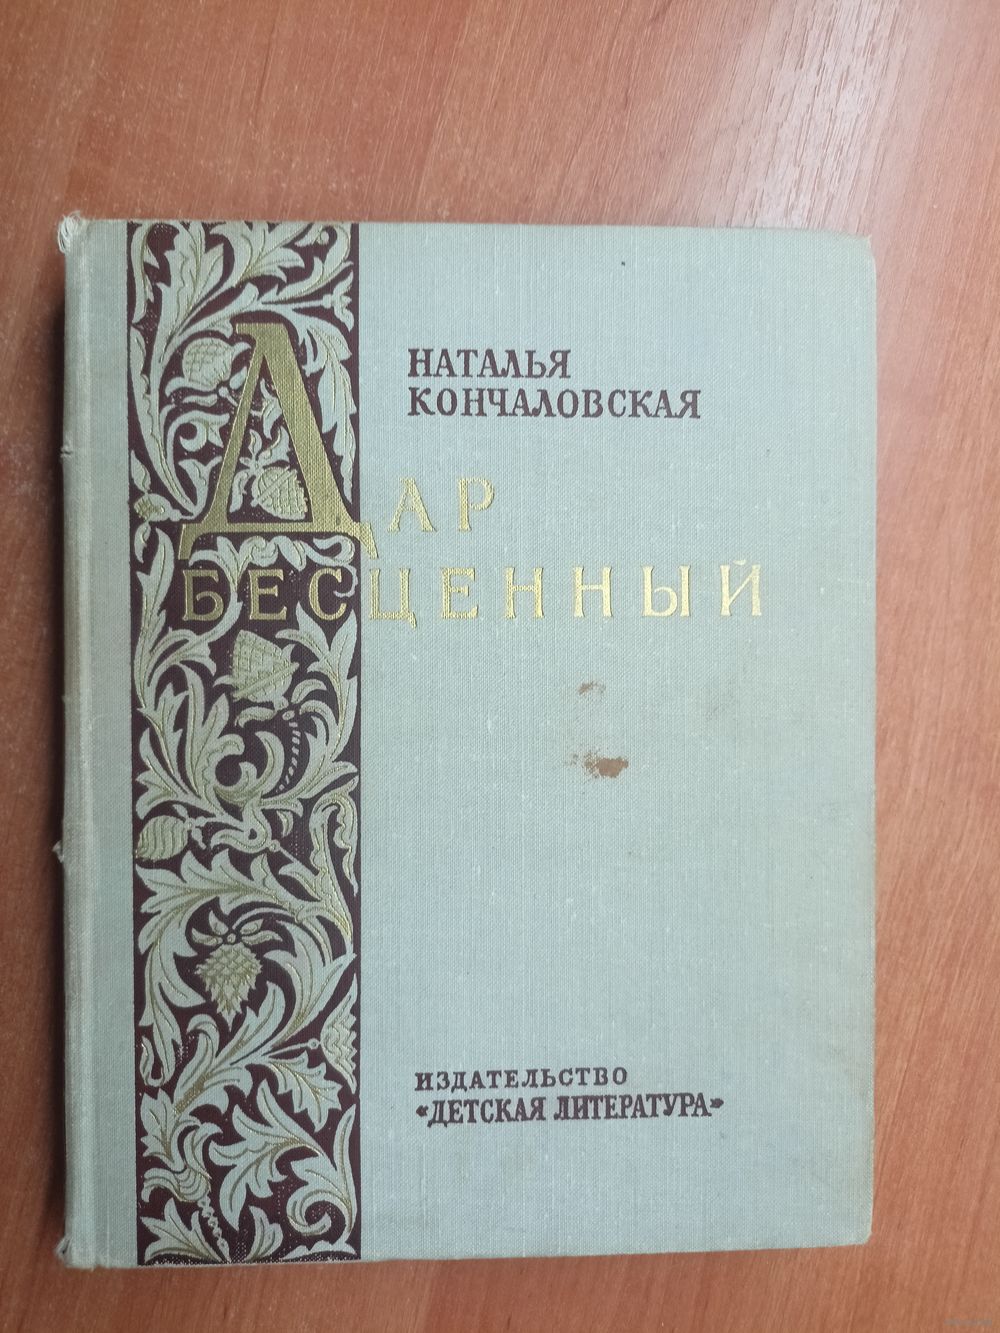 НАТАЛЬЯ
КОНЧАЛОВСКАЯ
ДАР
БЕСЦЕННЫЙ
ИЗДАТЕЛЬСТВО
«ДЕТСКАЯ ЛИТЕРАТУРА»